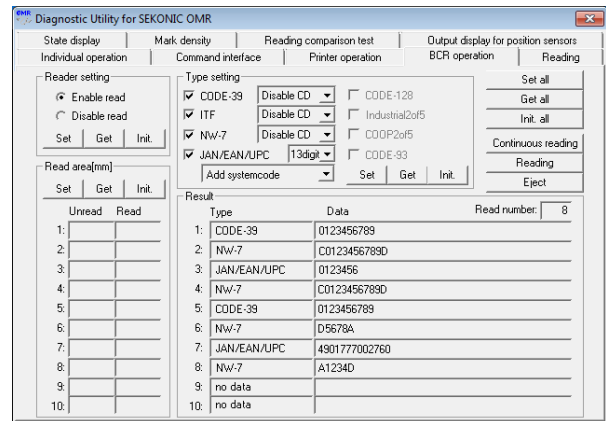 OMR Diagnostic Utility for SEKONIC OMR
State display Mark density Reading comparison test Output display for position sensors
Individual operation Command interface Printer operation BCR operation Reading
Reader setting
Enable read
Disable read
Set Get Init.
Type setting
CODE-39 Disable CD CODE-128
ITF Disable CD Industrial2of5
NW-7 Disable CD COOP2of5
JAN/EAN/UPC 13digit CODE-93
Add systemcode Set Get Init.
Set all
Get all
Init. all
Continuous reading
Reading
Eject
Read area[mm]
Set Get Init.
Unread Read
1:
2:
3:
4:
5:
6:
7:
8:
9:
10:
Result
Type Data Read number: 8
1: CODE-39 0123456789
2: NW-7 C0123456789D
3: JAN/EAN/UPC 0123456
4: NW-7 C0123456789D
5: CODE-39 0123456789
6: NW-7 D5678A
7: JAN/EAN/UPC 4901777002760
8: NW-7 A1234D
9: no data
10: no data